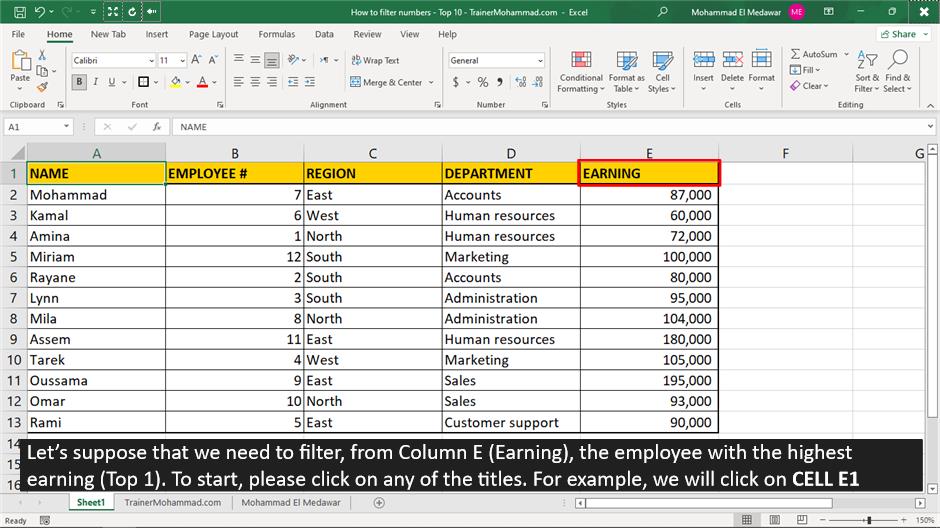 How to filter numbers - Top 10 - TrainerMohammad.com - Excel
Mohammad El Medawar ME
File Home New Tab Insert Page Layout Formulas Data Review View Help Share
Paste
Clipboard
Calibri 11 A^ A˅
B I U A
Font
Wrap Text
Merge & Center
Alignment
General
$ % 9
Number
Conditional Formatting
Format as Table
Cell Styles
Styles
Insert Delete Format
Cells
AutoSum
Fill
Clear
Sort & Filter
Find & Select
Editing
A1 fx NAME
A B C D E F G
1 NAME EMPLOYEE # REGION DEPARTMENT EARNING
2 Mohammad 7 East Accounts 87,000
3 Kamal 6 West Human resources 60,000
4 Amina 1 North Human resources 72,000
5 Miriam 12 South Marketing 100,000
6 Rayane 2 South Accounts 80,000
7 Lynn 3 South Administration 95,000
8 Mila 8 North Administration 104,000
9 Assem 11 East Human resources 180,000
10 Tarek 4 West Marketing 105,000
11 Oussama 9 East Sales 195,000
12 Omar 10 North Sales 93,000
13 Rami 5 East Customer support 90,000
14
15
16
Let's suppose that we need to filter, from Column E (Earning), the employee with the highest
earning (Top 1). To start, please click on any of the titles. For example, we will click on CELL E1
Sheet1 TrainerMohammad.com Mohammad El Medawar
Ready 150%